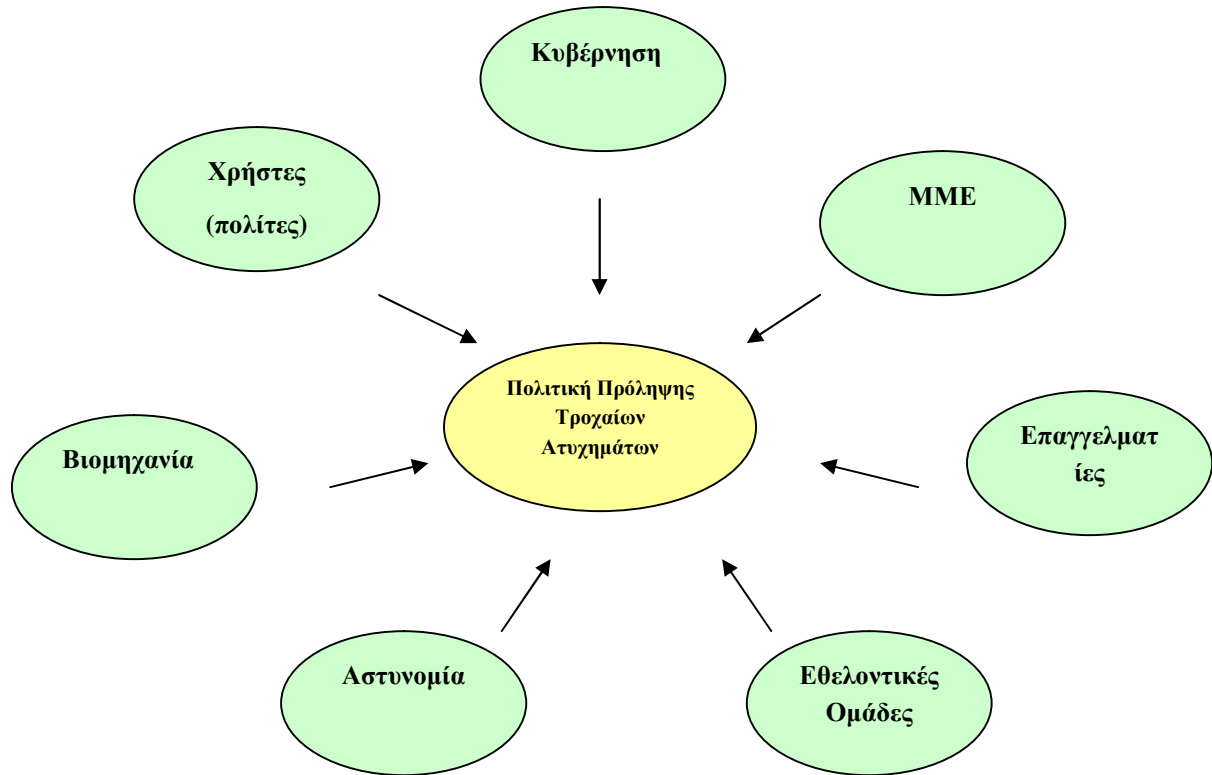 Κυβέρνηση
Χρήστες
(πολίτες)
ΜΜΕ
Πολιτική Πρόληψης
Τροχαίων
Ατυχημάτων
Βιομηχανία
Επαγγελματ
ίες
Αστυνομία
Εθελοντικές
Ομάδες